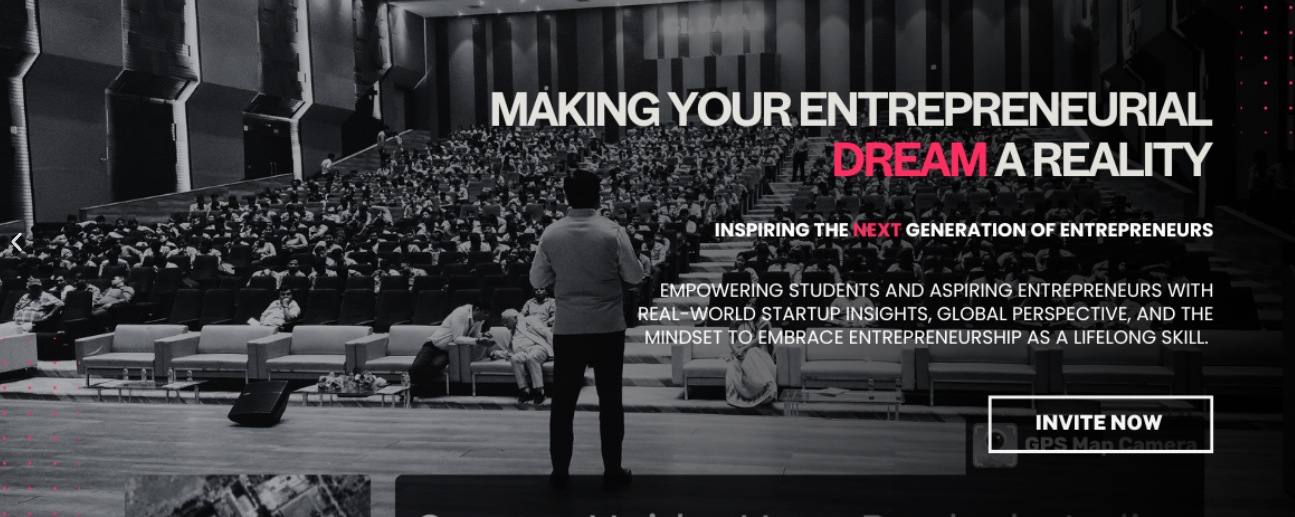 MAKING YOUR ENTREPRENEURIAL
DREAM A REALITY
INSPIRING THE NEXT GENERATION OF ENTREPRENEURS
EMPOWERING STUDENTS AND ASPIRING ENTREPRENEURS WITH
REAL-WORLD STARTUP INSIGHTS, GLOBAL PERSPECTIVE, AND THE
MINDSET TO EMBRACE ENTREPRENEURSHIP AS A LIFELONG SKILL.
INVITE NOW
GPS Map Camera